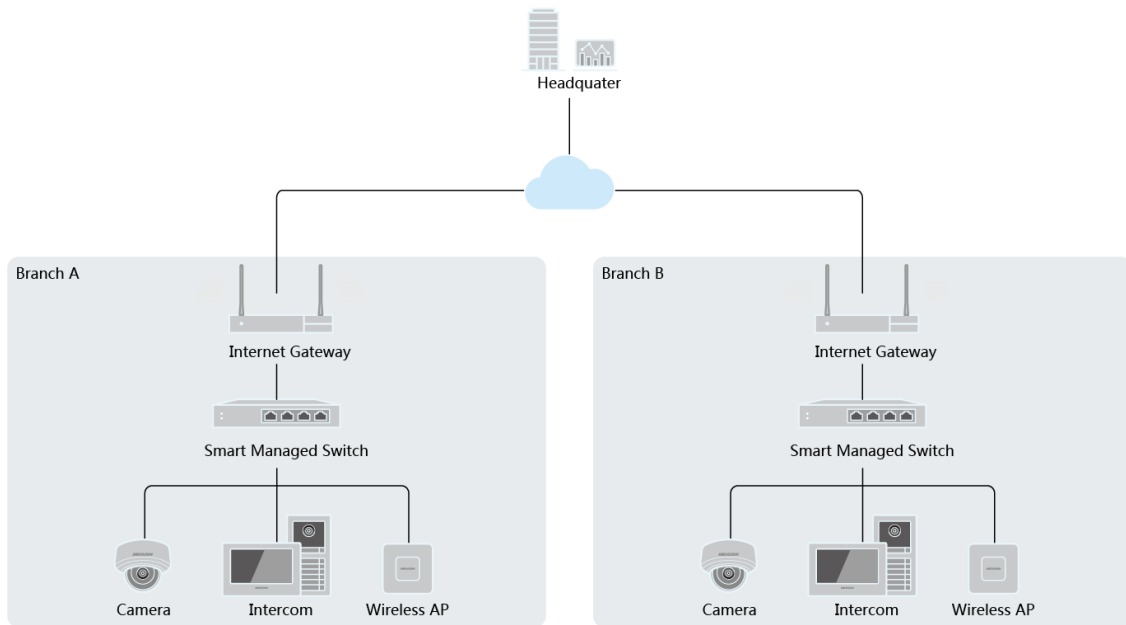 Headquater
Branch A
Branch B
Internet Gateway
Internet Gateway
Smart Managed Switch
Smart Managed Switch
Camera
Intercom
Wireless AP
Camera
Intercom
Wireless AP